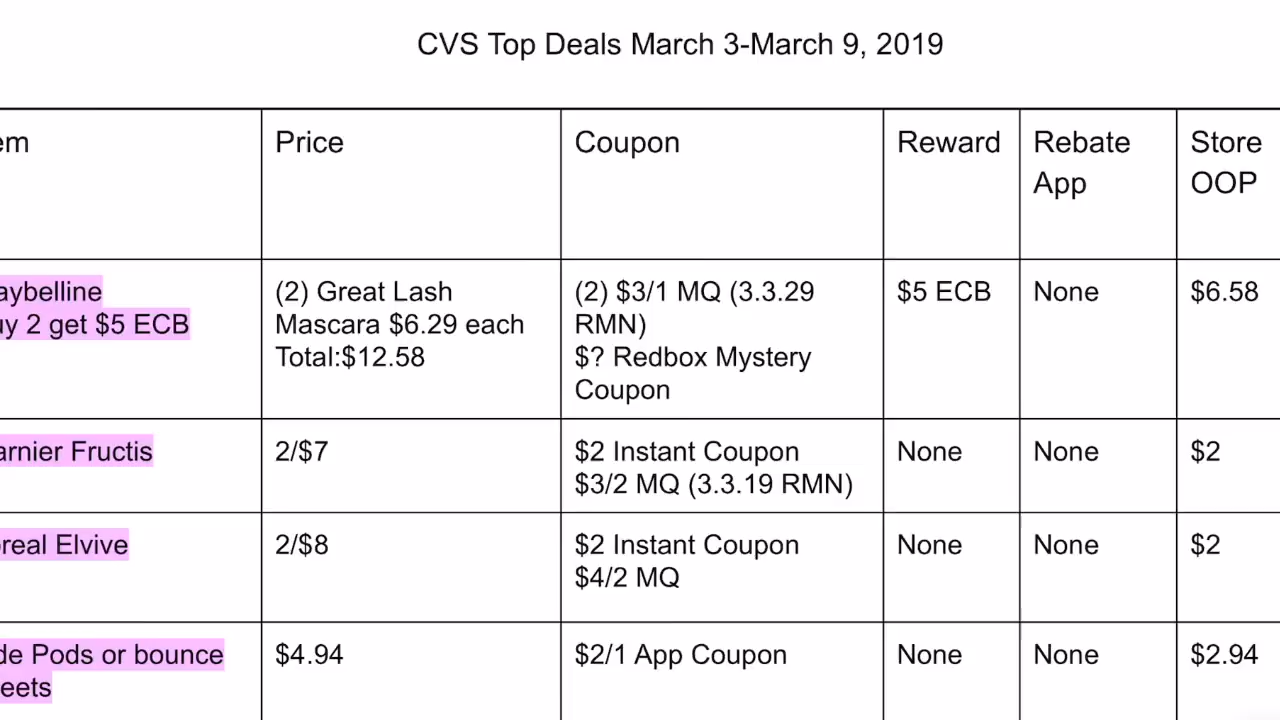 CVS Top Deals March 3-March 9, 2019
em
Price
Coupon
Reward
Rebate
App
Store
OOP
aybelline
uy 2 get $5 ECB
(2) Great Lash
Mascara $6.29 each
Total:$12.58
(2) $3/1 MQ (3.3.29
RMN)
$? Redbox Mystery
Coupon
$5 ECB
None
$6.58
arnier Fructis
2/$7
$2 Instant Coupon
$3/2 MQ (3.3.19 RMN)
None
None
$2
oreal Elvive
2/$8
$2 Instant Coupon
$4/2 MQ
None
None
$2
de Pods or bounce
eets
$4.94
$2/1 App Coupon
None
None
$2.94